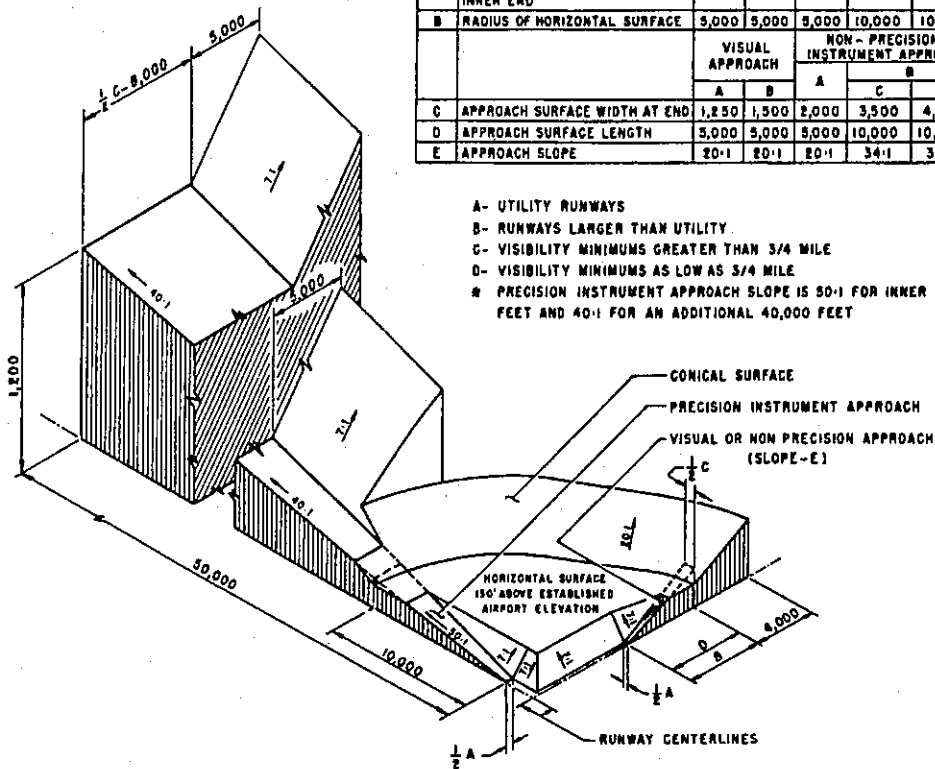 INNER END
B RADIUS OF HORIZONTAL SURFACE 5,000 5,000 5,000 10,000 10
VISUAL APPROACH
NON - PRECISION
INSTRUMENT APPR
A
B
A B C
C APPROACH SURFACE WIDTH AT END 1,250 1,500 2,000 3,500 4,
D APPROACH SURFACE LENGTH 5,000 5,000 5,000 10,000 10,
E APPROACH SLOPE 20:1 20:1 20:1 34:1 3
A- UTILITY RUNWAYS
B- RUNWAYS LARGER THAN UTILITY
C- VISIBILITY MINIMUMS GREATER THAN 3/4 MILE
D- VISIBILITY MINIMUMS AS LOW AS 3/4 MILE
* PRECISION INSTRUMENT APPROACH SLOPE IS 50:1 FOR INNER
FEET AND 40:1 FOR AN ADDITIONAL 40,000 FEET
5,000
1/2 C-8,000
7:1
40:1
5,000
1,200
7:1
40:1
CONICAL SURFACE
PRECISION INSTRUMENT APPROACH
VISUAL OR NON PRECISION APPROACH
(SLOPE-E)
1/2 C
20:1
HORIZONTAL SURFACE
150' ABOVE ESTABLISHED
AIRPORT ELEVATION
50,000
50:1
7:1
7:1
7:1
7:1
10,000
4,000
D
B
1/2 A
1/2 A
RUNWAY CENTERLINES